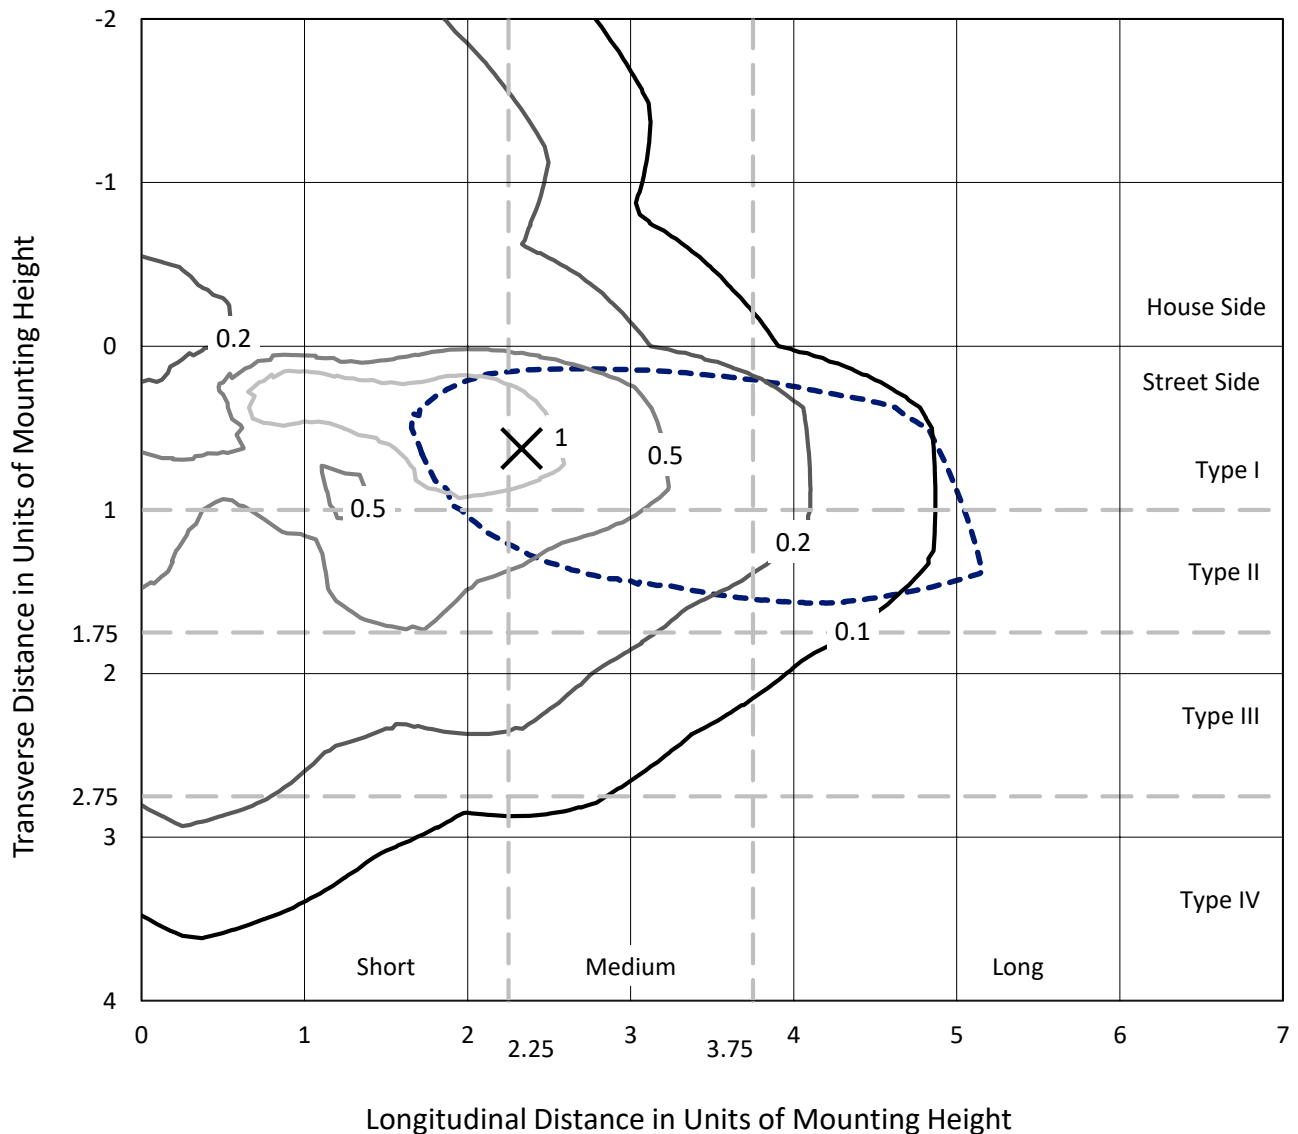 -2
-1
0
1
1.75
2
2.75
3
4
Transverse Distance in Units of Mounting Height
0.2
1
0.5
0.5
0.2
0.1
House Side
Street Side
Type I
Type II
Type III
Type IV
Short
Medium
Long
0
1
2
2.25
3
3.75
4
5
6
7
Longitudinal Distance in Units of Mounting Height